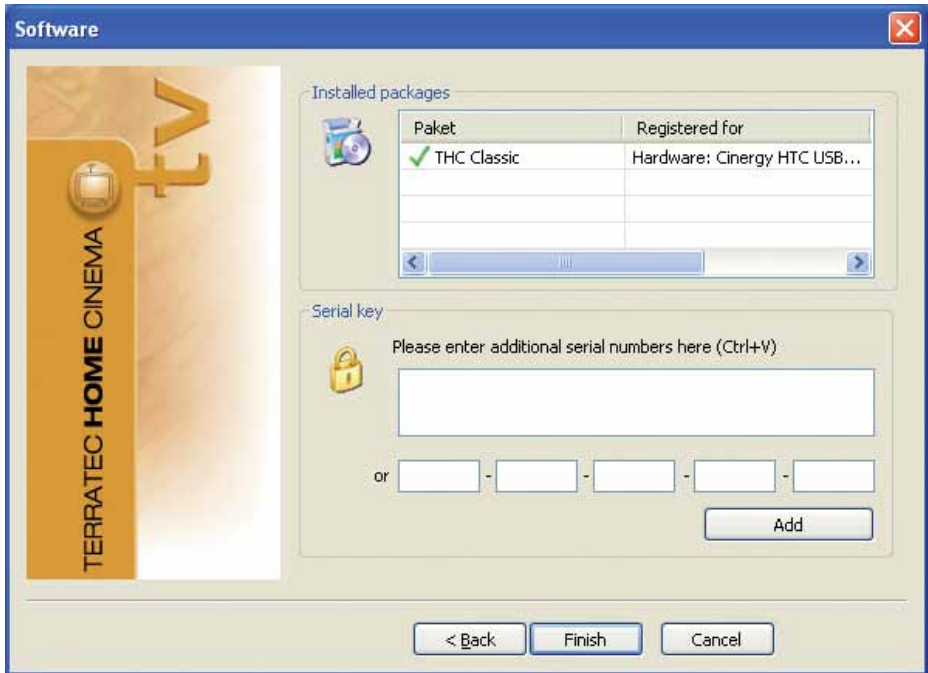 Software
tv
TERRATEC HOME CINEMA
Installed packages
Paket Registered for
THC Classic Hardware: Cinergy HTC USB...
Serial key
Please enter additional serial numbers here (Ctrl+V)
or - - - -
Add
< Back Finish Cancel